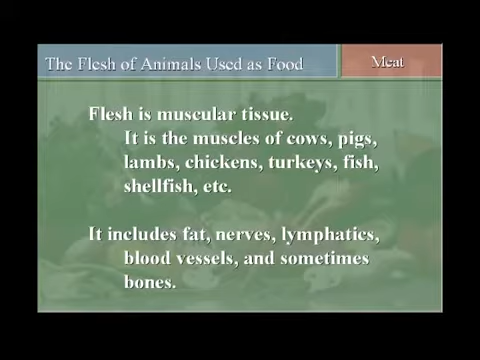 The Flesh of Animals Used as Food
Meat
Flesh is muscular tissue.
It is the muscles of cows, pigs,
lambs, chickens, turkeys, fish,
shellfish, etc.
It includes fat, nerves, lymphatics,
blood vessels, and sometimes
bones.